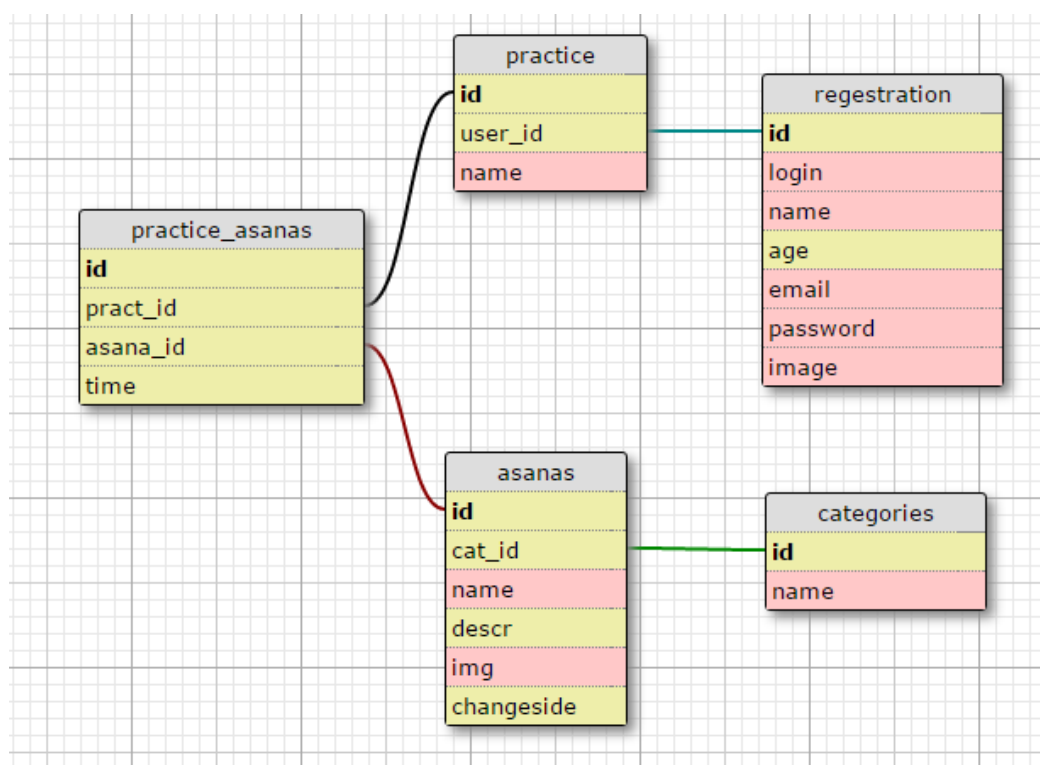 practice
id
user_id
name
regestration
id
login
name
age
email
password
image
practice_asanas
id
pract_id
asana_id
time
asanas
id
cat_id
name
descr
img
changeside
categories
id
name